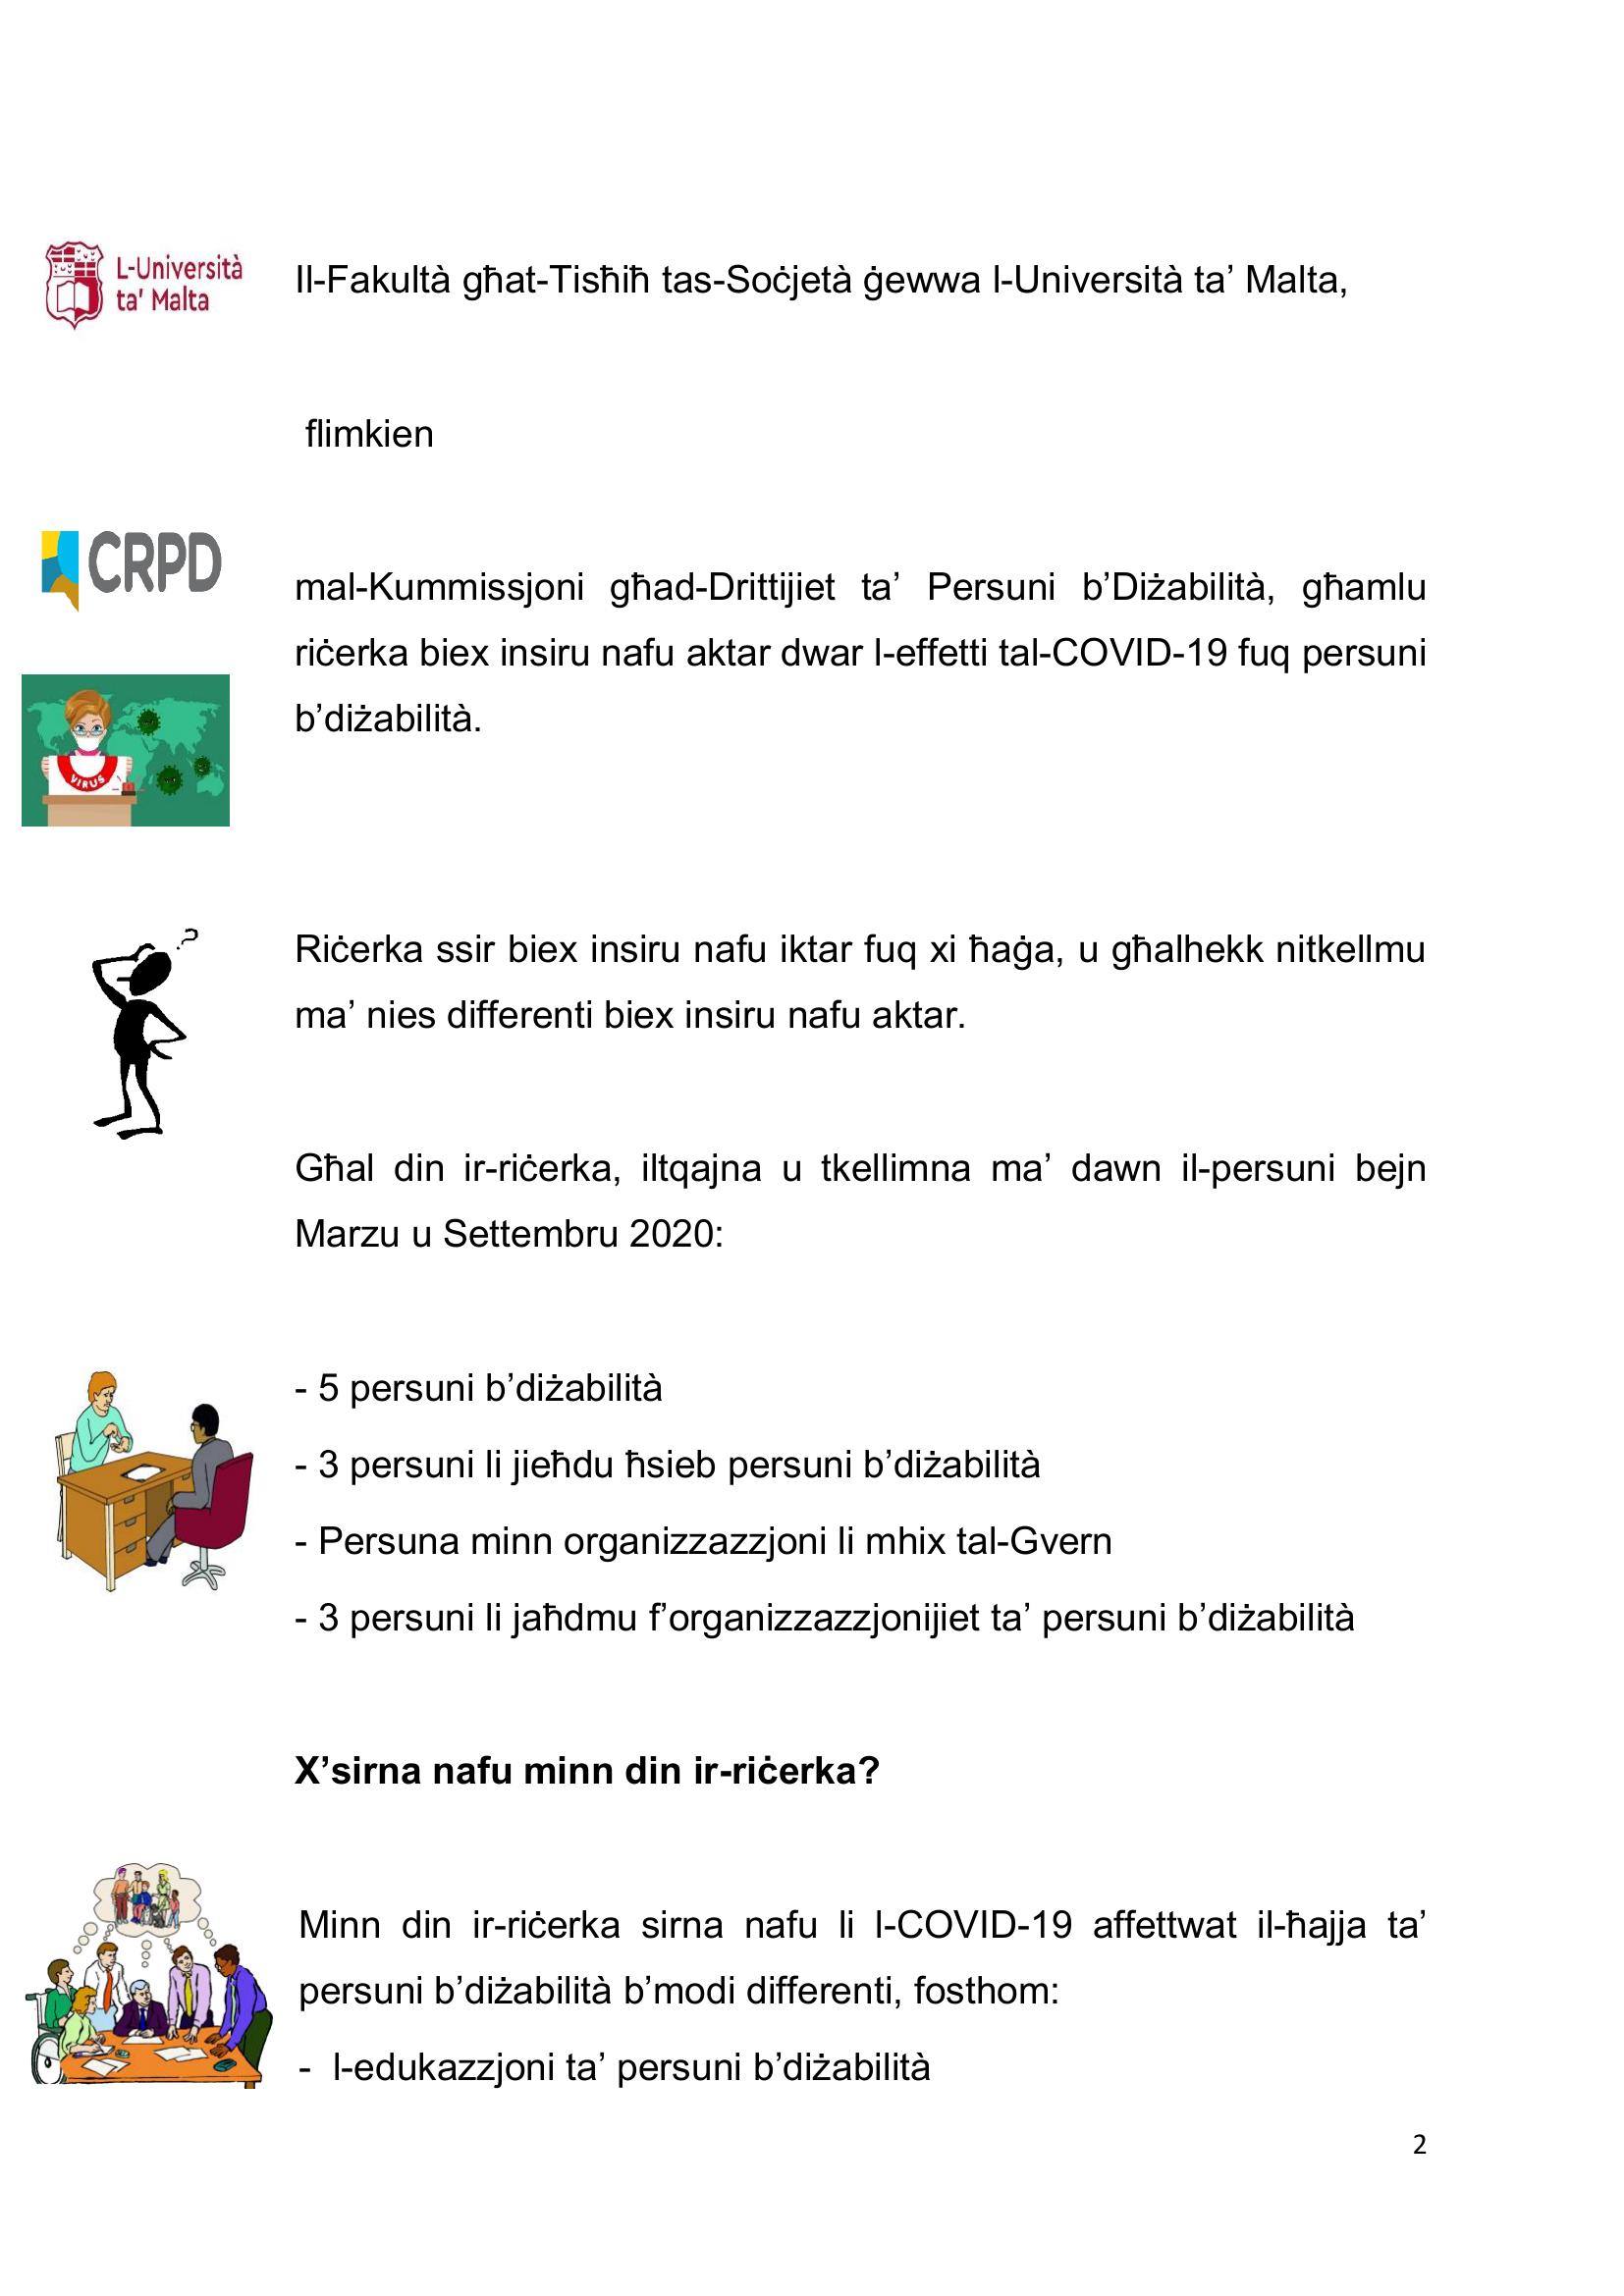 L-Università
ta' Malta
Il-Fakultà għat-Tisħiħ tas-Soċjetà ġewwa l-Università ta’ Malta,
flimkien
CRPD
mal-Kummissjoni għad-Drittijiet ta’ Persuni b’Diżabilità, għamlu
riċerka biex insiru nafu aktar dwar l-effetti tal-COVID-19 fuq persuni
b’diżabilità.
VIRUS
?
Riċerka ssir biex insiru nafu iktar fuq xi ħaġa, u għalhekk nitkellmu
ma’ nies differenti biex insiru nafu aktar.
Għal din ir-riċerka, iltqajna u tkellimna ma’ dawn il-persuni bejn
Marzu u Settembru 2020:
- 5 persuni b’diżabilità
- 3 persuni li jieħdu ħsieb persuni b’diżabilità
- Persuna minn organizzazzjoni li mhix tal-Gvern
- 3 persuni li jaħdmu f’organizzazzjonijiet ta’ persuni b’diżabilità
X’sirna nafu minn din ir-riċerka?
Minn din ir-riċerka sirna nafu li l-COVID-19 affettwat il-ħajja ta’
persuni b’diżabilità b’modi differenti, fosthom:
- l-edukazzjoni ta’ persuni b’diżabilità
2